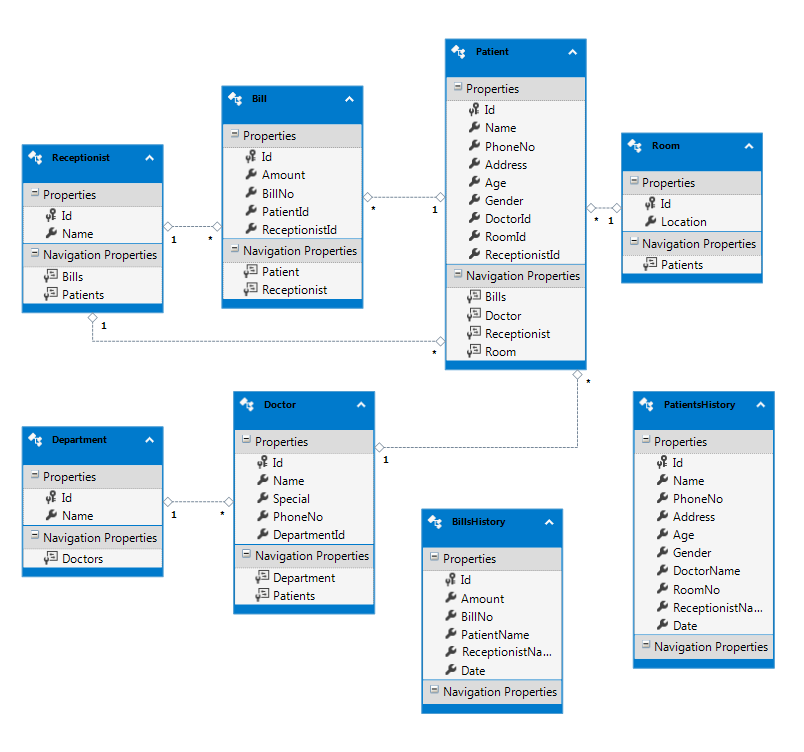 Patient
Properties
Id
Name
PhoneNo
Address
Age
Gender
DoctorId
RoomId
ReceptionistId
Navigation Properties
Bills
Doctor
Receptionist
Room
Bill
Properties
Id
Amount
BillNo
PatientId
ReceptionistId
Navigation Properties
Patient
Receptionist
Receptionist
Properties
Id
Name
Navigation Properties
Bills
Patients
Room
Properties
Id
Location
Navigation Properties
Patients
1
*
*
1
*
1
1
*
*
1
Department
Properties
Id
Name
Navigation Properties
Doctors
1
*
Doctor
Properties
Id
Name
Special
PhoneNo
DepartmentId
Navigation Properties
Department
Patients
BillsHistory
Properties
Id
Amount
BillNo
PatientName
ReceptionistNa...
Date
Navigation Properties
PatientsHistory
Properties
Id
Name
PhoneNo
Address
Age
Gender
DoctorName
RoomNo
ReceptionistNa...
Date
Navigation Properties